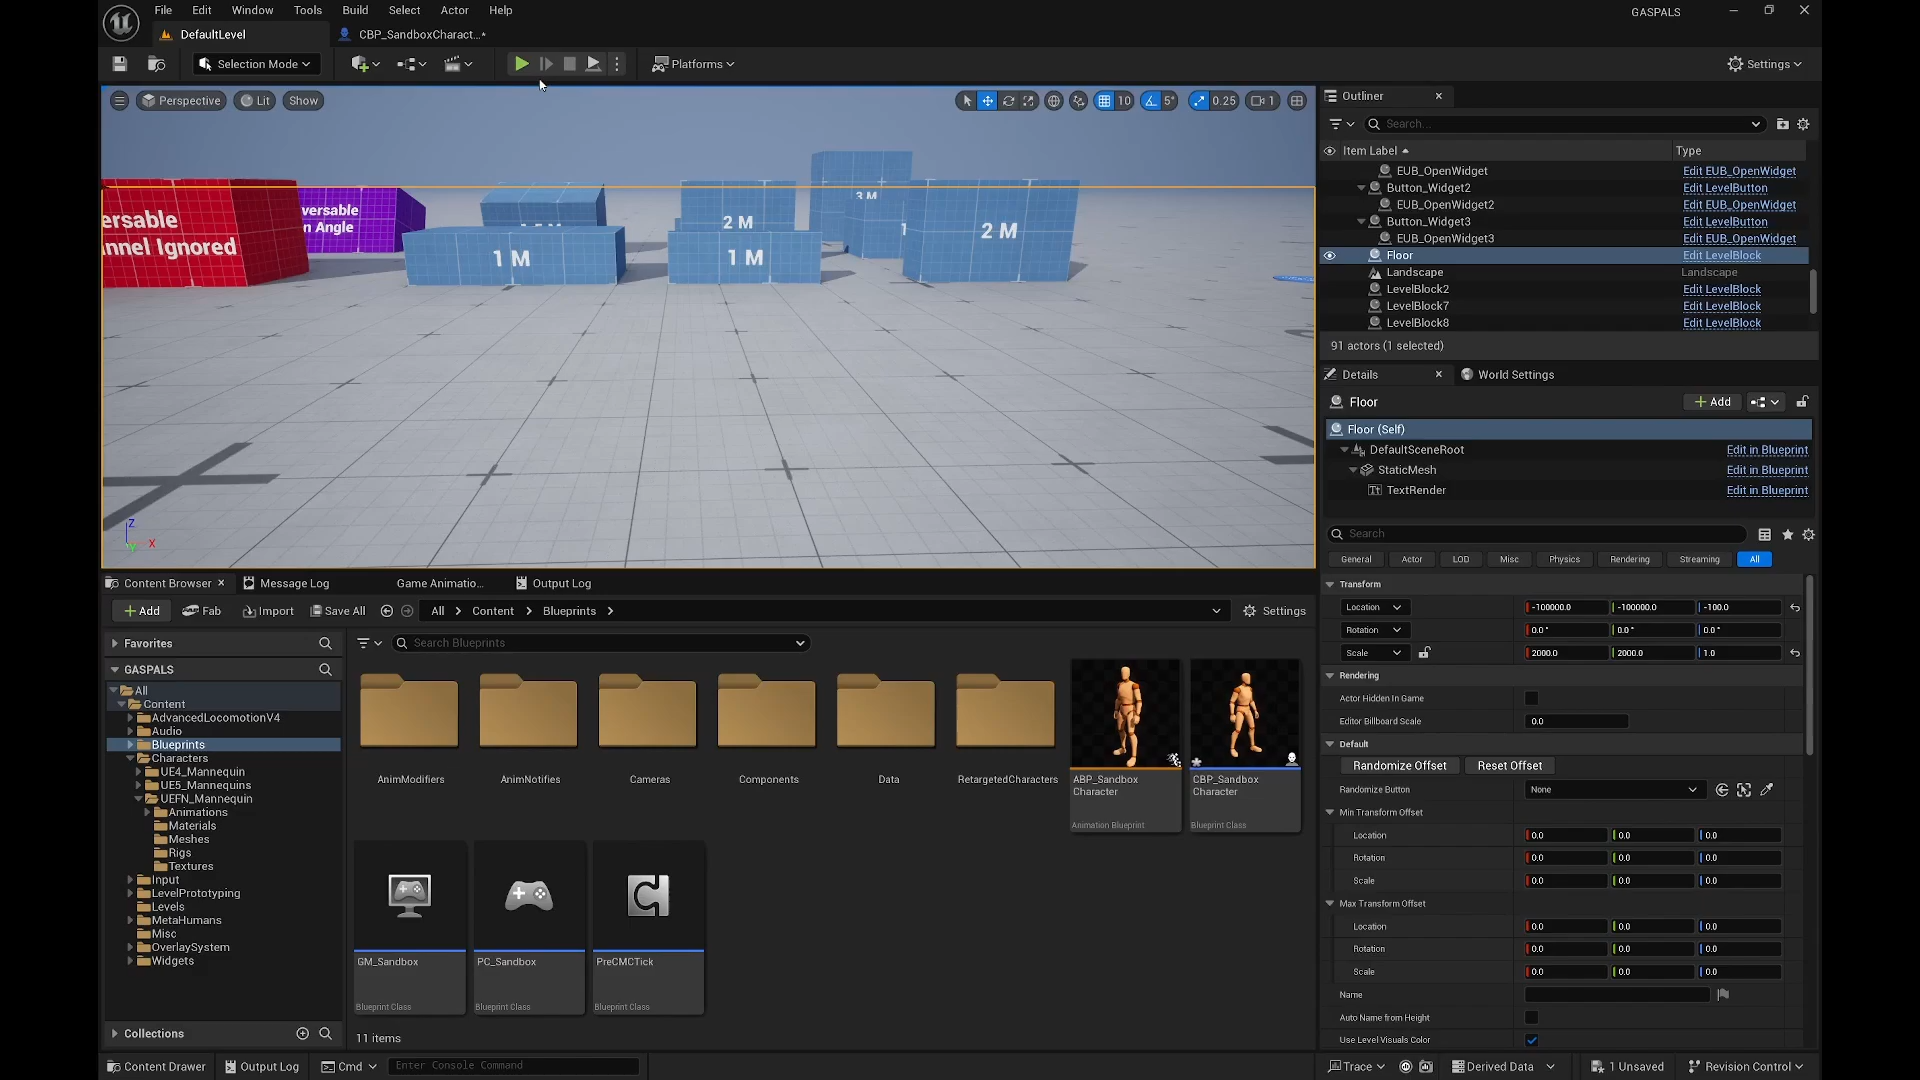 File Edit Window Tools Build Select Actor Help
GASPALS
DefaultLevel
CBP_SandboxCharact...*
Selection Mode
Platforms
Settings
Perspective Lit Show
10 5° 0.25 1
versable
nnel Ignored
versable
n Angle
1 M
2 M
1 M
3 M
1
2 M
Z
X
Outliner
Search...
Item Label Type
EUB_OpenWidget Edit EUB_OpenWidget
Button_Widget2 Edit LevelButton
EUB_OpenWidget2 Edit EUB_OpenWidget
Button_Widget3 Edit LevelButton
EUB_OpenWidget3 Edit EUB_OpenWidget
Floor Edit LevelBlock
Landscape Landscape
LevelBlock2 Edit LevelBlock
LevelBlock7 Edit LevelBlock
LevelBlock8 Edit LevelBlock
91 actors (1 selected)
Details World Settings
Floor
+ Add
Floor (Self)
DefaultSceneRoot Edit in Blueprint
StaticMesh Edit in Blueprint
TextRender Edit in Blueprint
Search
General Actor LOD Misc Physics Rendering Streaming All
Transform
Location -100000.0 -100000.0 -100.0
Rotation 0.0° 0.0° 0.0°
Scale 2000.0 2000.0 1.0
Rendering
Actor Hidden In Game
Editor Billboard Scale 0.0
Default
Randomize Offset Reset Offset
Randomize Button None
Min Transform Offset
Location 0.0 0.0 0.0
Rotation 0.0 0.0 0.0
Scale 0.0 0.0 0.0
Max Transform Offset
Location 0.0 0.0 0.0
Rotation 0.0 0.0 0.0
Scale 0.0 0.0 0.0
Name
Auto Name from Height
Use Level Visuals Color
Content Browser Message Log Game Animatio... Output Log
+ Add Fab Import Save All All > Content > Blueprints >
Settings
Favorites
GASPALS
All
Content
AdvancedLocomotionV4
Audio
Blueprints
Characters
UE4_Mannequin
UE5_Mannequins
UEFN_Mannequin
Animations
Materials
Meshes
Rigs
Textures
Input
LevelPrototyping
Levels
MetaHumans
Misc
OverlaySystem
Widgets
Collections
Search Blueprints
AnimModifiers
AnimNotifies
Cameras
Components
Data
RetargetedCharacters
ABP_Sandbox
Character
Animation Blueprint
CBP_Sandbox
Character
Blueprint Class
GM_Sandbox
Blueprint Class
PC_Sandbox
Blueprint Class
PreCMCTick
Blueprint Class
11 items
Content Drawer Output Log Cmd Enter Console Command
Trace Derived Data 1 Unsaved Revision Control